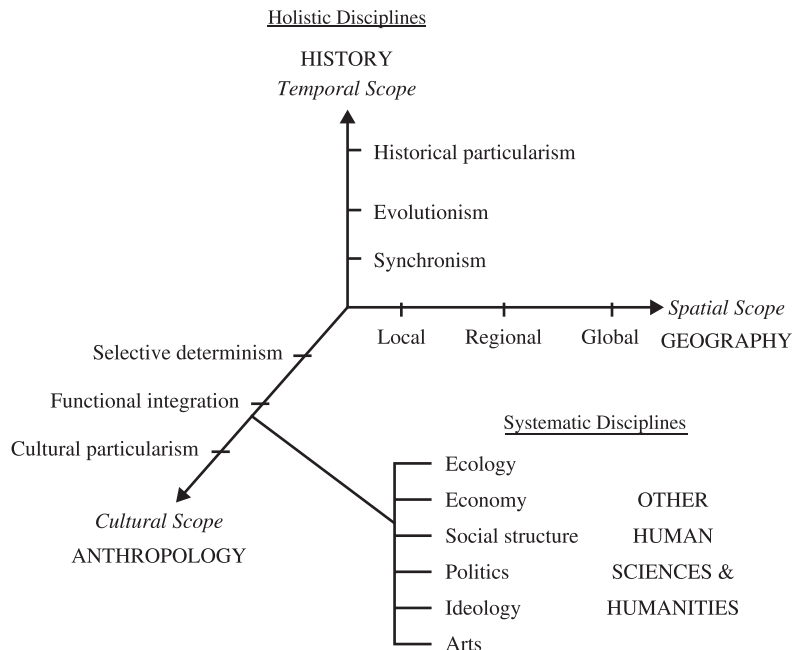 Holistic Disciplines
HISTORY
Temporal Scope
Historical particularism
Evolutionism
Synchronism
Spatial Scope
GEOGRAPHY
Local
Regional
Global
Selective determinism
Functional integration
Cultural particularism
Cultural Scope
ANTHROPOLOGY
Systematic Disciplines
Ecology
Economy
Social structure
Politics
Ideology
Arts
OTHER
HUMAN
SCIENCES &
HUMANITIES